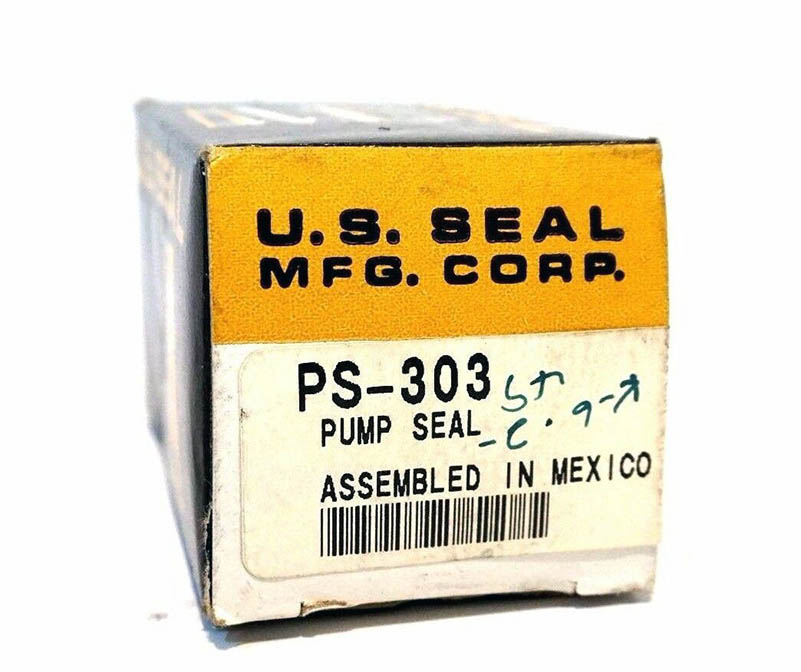 U.S. SEAL
MFG. CORP.
PS-303
PUMP SEAL
ASSEMBLED IN MEXICO